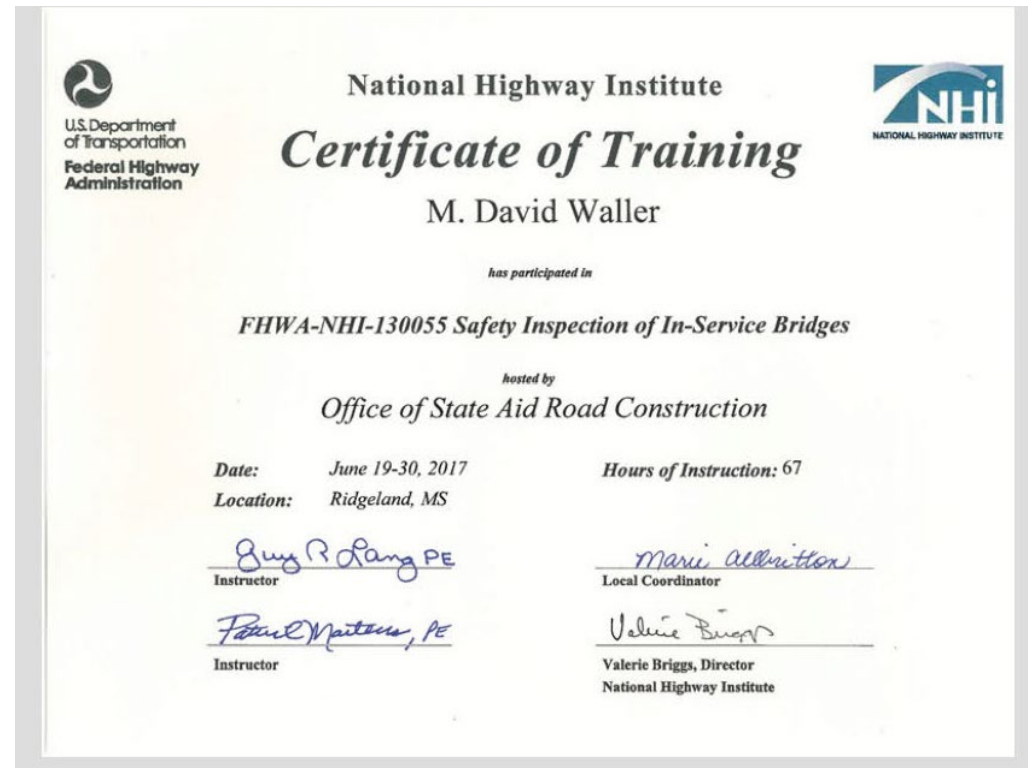 U.S. Department
of Transportation
Federal Highway
Administration
National Highway Institute
NHI
NATIONAL HIGHWAY INSTITUTE
Certificate of Training
M. David Waller
has participated in
FHWA-NHI-130055 Safety Inspection of In-Service Bridges
hosted by
Office of State Aid Road Construction
Date: June 19-30, 2017
Hours of Instruction: 67
Location: Ridgeland, MS
Guy R Lang PE
Instructor
Marie Allbritton
Local Coordinator
Martens, PE
Instructor
Valerie Briggs
Valerie Briggs, Director
National Highway Institute